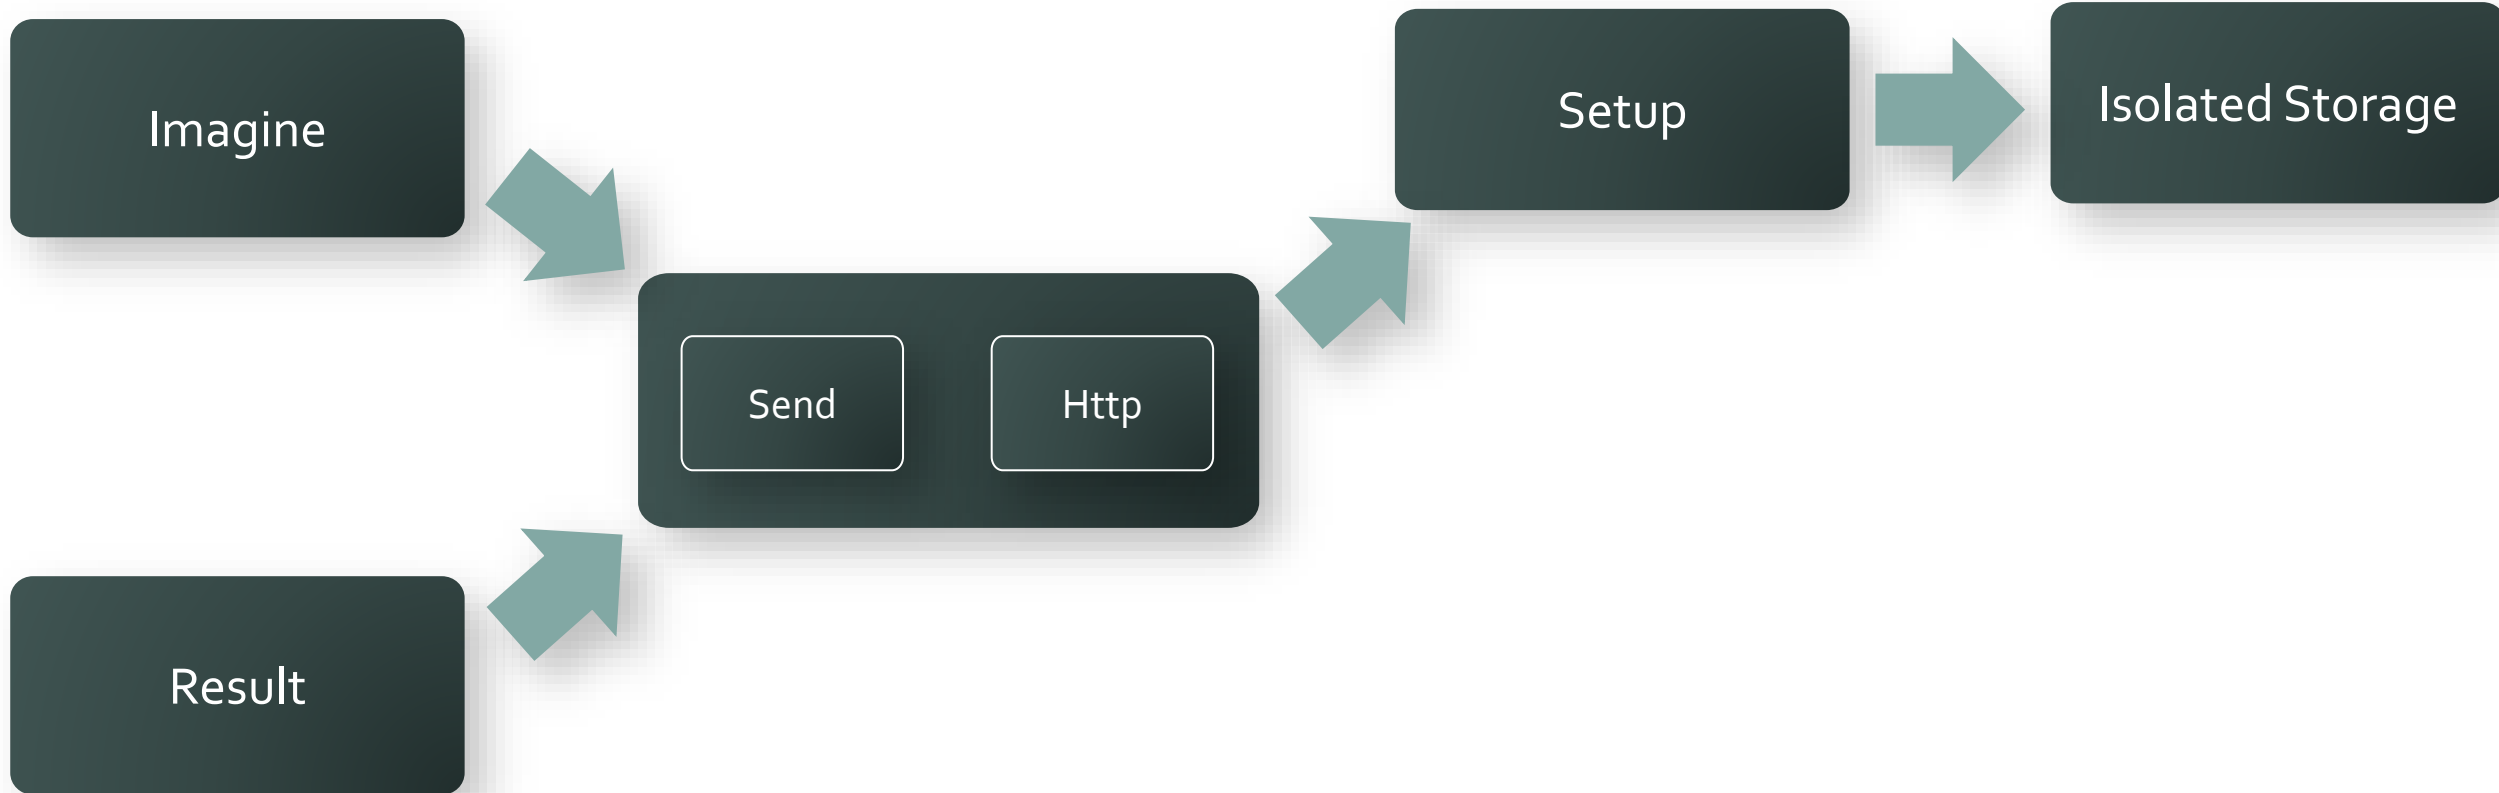 Imagine
Send
Http
Result
Setup
Isolated Storage